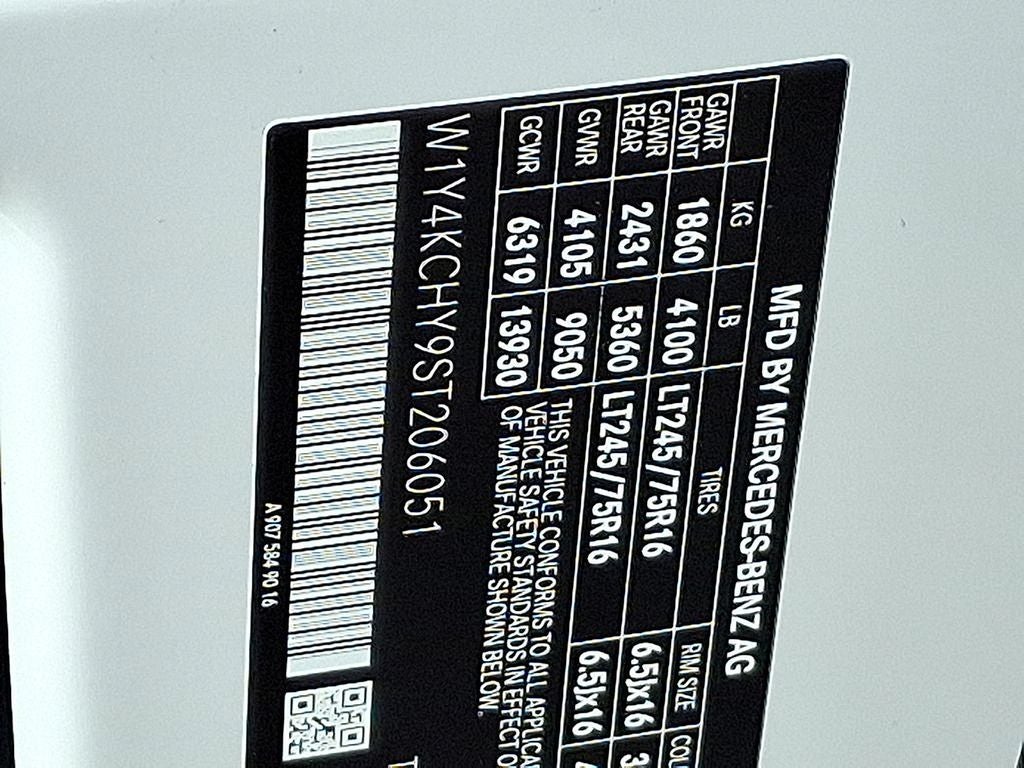 MFD BY MERCEDES-BENZ AG
KG LB TIRES RIM SIZE
GAWR FRONT 1860 4100 LT245/75R16 6.5Jx16
GAWR REAR 2431 5360 LT245/75R16 6.5Jx16
GVWR 4105 9050
GCWR 6319 13930
THIS VEHICLE CONFORMS TO ALL
VEHICLE SAFETY STANDARDS IN EFFECT
OF MANUFACTURE SHOWN BELOW.
W1Y4KCHY9ST206051
A 907 584 90 16